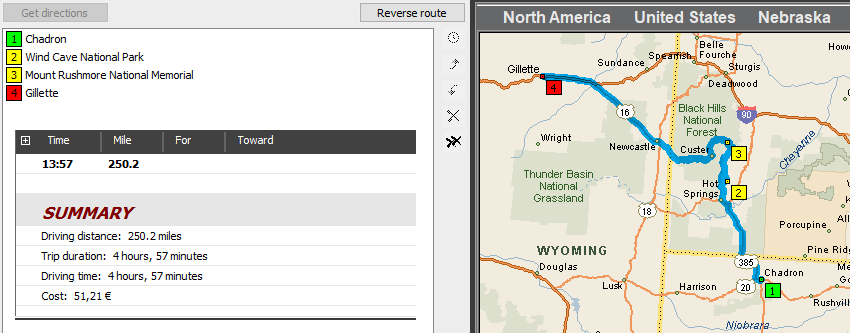 Get directions
Reverse route
1 Chadron
2 Wind Cave National Park
3 Mount Rushmore National Memorial
4 Gillette
Time Mile For Toward
13:57 250.2
SUMMARY
Driving distance: 250.2 miles
Trip duration: 4 hours, 57 minutes
Driving time: 4 hours, 57 minutes
Cost: 51,21 €
North America United States Nebraska
Belle
Fourche
Spearfish
Sundance
Sturgis
Gillette
4
Deadwood
16
Black Hills
National
Forest
90
Wright
Newcastle
Custer
3
Cheyenne
Thunder Basin
National
Grassland
Hot
Springs
2
18
Porcupine
WYOMING
Pine Ridge
385
Douglas
Chadron
Lusk
Harrison
20
1
Rushville
Niobrara